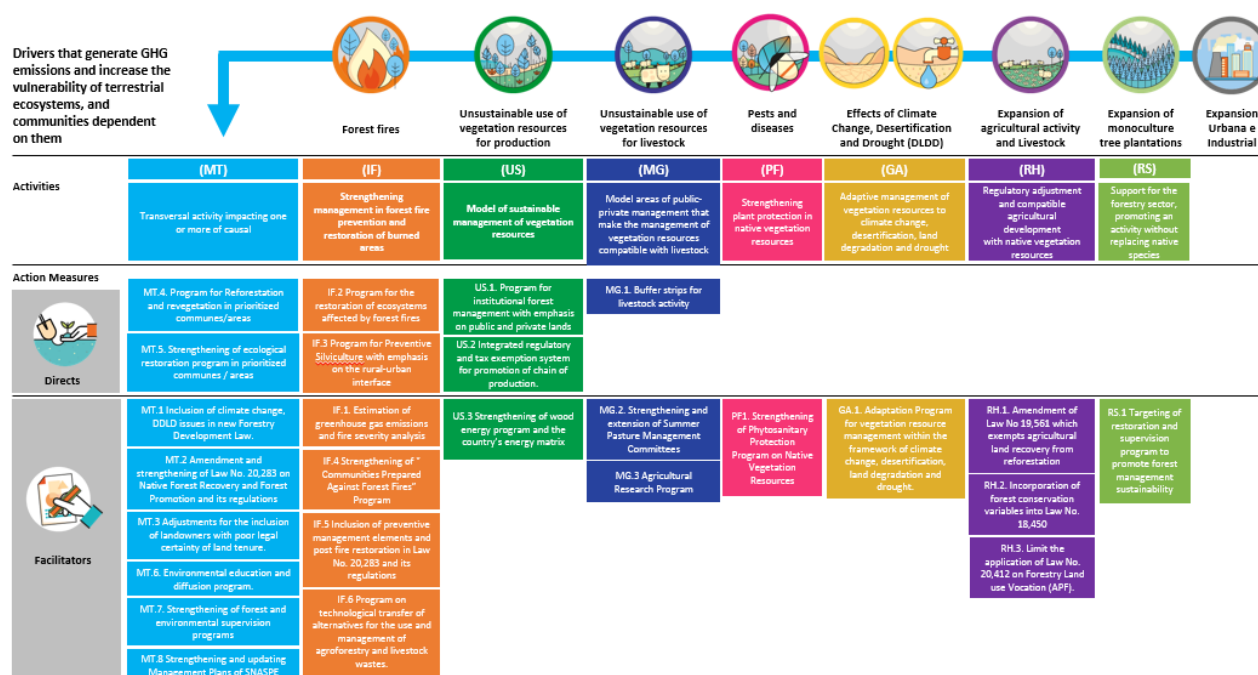 Drivers that generate GHG
emissions and increase the
vulnerability of terrestrial
ecosystems, and
communities dependent
on them
Forest fires
Unsustainable use of
vegetation resources
for production
Unsustainable use of
vegetation resources
for livestock
Pests and
diseases
Effects of Climate
Change, Desertification
and Drought (DLDD)
Expansion of
agricultural activity
and Livestock
Expansion of
monoculture
tree plantations
Expansion
Urbana e
Industrial
Activities
(MT)
Transversal activity impacting one
or more of causal
(IF)
Strengthening
management in forest fire
prevention and
restoration of burned
areas
(US)
Model of sustainable
management of vegetation
resources
(MG)
Model areas of public-
private management that
make the management of
vegetation resources
compatible with livestock
(PF)
Strengthening
plant protection in
native vegetation
resources
(GA)
Adaptive management of
vegetation resources to
climate change,
desertification, land
degradation and drought
(RH)
Regulatory adjustment
and compatible
agricultural
development
with native vegetation
resources
(RS)
Support for the
forestry sector,
promoting an
activity without
replacing native
species
Action Measures
Directs
MT.4. Program for Reforestation
and revegetation in prioritized
communes/areas
MT.5. Strengthening of ecological
restoration program in prioritized
communes / areas
IF.2 Program for the
restoration of ecosystems
affected by forest fires
IF.3 Program for Preventive
Silviculture with emphasis
on the rural-urban
interface
US.1. Program for
institutional forest
management with emphasis
on public and private lands
US.2 Integrated regulatory
and tax exemption system
for promotion of chain of
production.
MG.1. Buffer strips for
livestock activity
Facilitators
MT.1 Inclusion of climate change,
DDLD issues in new Forestry
Development Law.
MT.2 Amendment and
strengthening of Law No. 20,283 on
Native Forest Recovery and Forest
Promotion and its regulations
MT.3 Adjustments for the inclusion
of landowners with poor legal
certainty of land tenure.
MT.6. Environmental education and
diffusion program.
MT.7. Strengthening of forest and
environmental supervision
programs
MT.8 Strengthening and updating
Management Plans of SNASPE
IF.1. Estimation of
greenhouse gas emissions
and fire severity analysis
IF.4 Strengthening of "
Communities Prepared
Against Forest Fires"
Program
IF.5 Inclusion of preventive
management elements and
post fire restoration in Law
No. 20,283 and its
regulations
IF.6 Program on
technological transfer of
alternatives for the use and
management of
agroforestry and livestock
wastes.
US.3 Strengthening of wood
energy program and the
country's energy matrix
MG.2. Strengthening and
extension of Summer
Pasture Management
Committees
MG.3 Agricultural
Research Program
PF1. Strengthening
of Phytosanitary
Protection
Program on Native
Vegetation
Resources
GA.1. Adaptation Program
for vegetation resource
management within the
framework of climate
change, desertification,
land degradation and
drought.
RH.1. Amendment of
Law No 19,561 which
exempts agricultural
land recovery from
reforestation
RH.2. Incorporation of
forest conservation
variables into Law No.
18,450
RH.3. Limit the
application of Law No.
20,412 on Forestry Land
use Vocation (APF).
RS.1 Targeting of
restoration and
supervision
program to
promote forest
management
sustainability